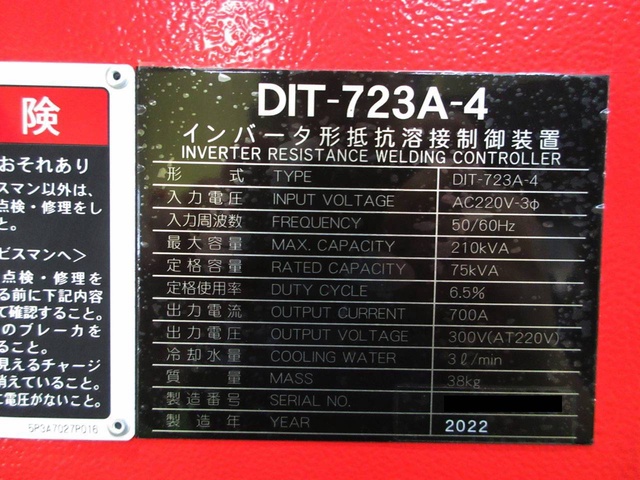 険
おそれあり
スマン以外は、
点検・修理をし
と。
ビスマンへ＞
点検・修理を
る前に下記内容
て確認すること。
のブレーカを
ること。
見えるチャージ
消えていること。
に電圧がないこと。
6P3A7027P016
DIT-723A-4
インバータ形抵抗溶接制御装置
INVERTER RESISTANCE WELDING CONTROLLER
形 式 TYPE DIT-723A-4
入力電圧 INPUT VOLTAGE AC220V-3φ
入力周波数 FREQUENCY 50/60Hz
最大容量 MAX. CAPACITY 210kVA
定格容量 RATED CAPACITY 75kVA
定格使用率 DUTY CYCLE 6.5%
出力電流 OUTPUT CURRENT 700A
出力電圧 OUTPUT VOLTAGE 300V(AT220V)
冷却水量 COOLING WATER 3ℓ/min
質 量 MASS 38kg
製造番号 SERIAL NO.
製造年 YEAR 2022